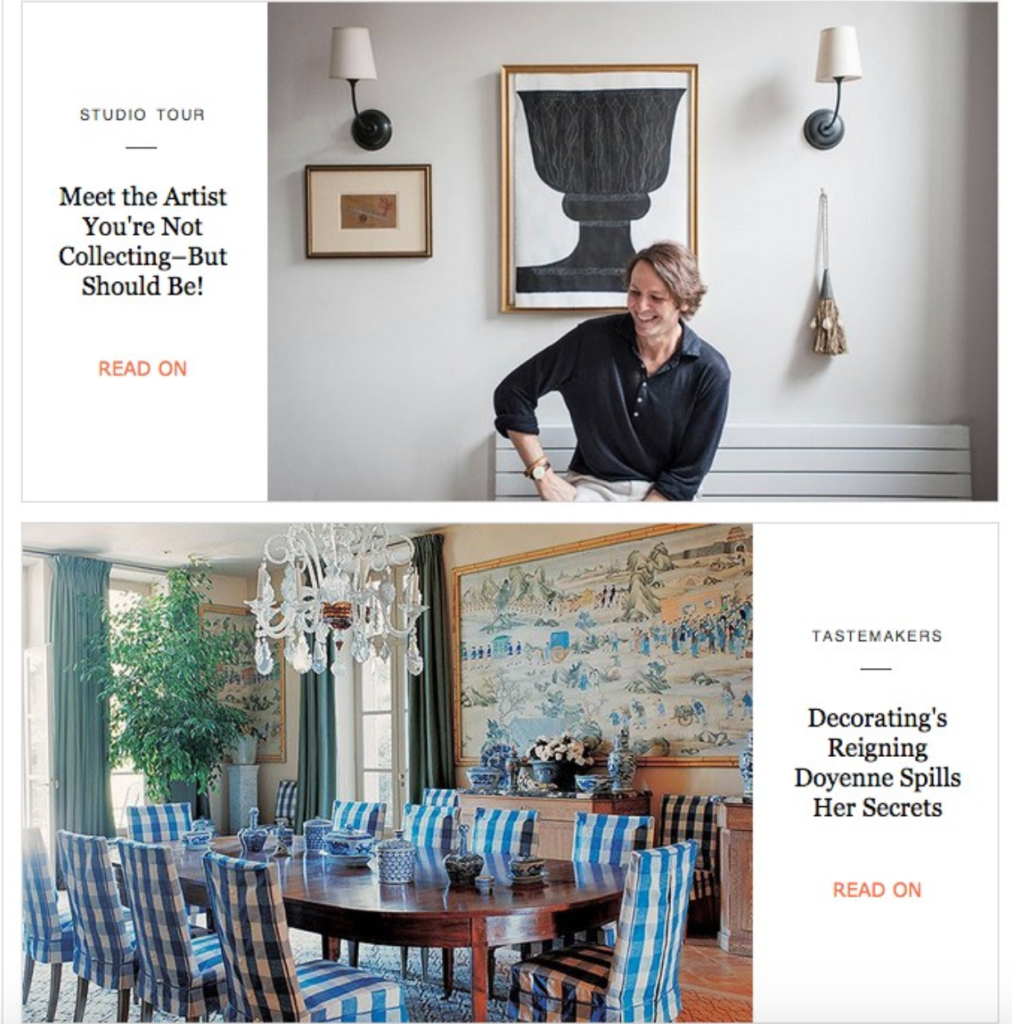 STUDIO TOUR
Meet the Artist
You're Not
Collecting–But
Should Be!
READ ON
TASTEMAKERS
Decorating's
Reigning
Doyenne Spills
Her Secrets
READ ON